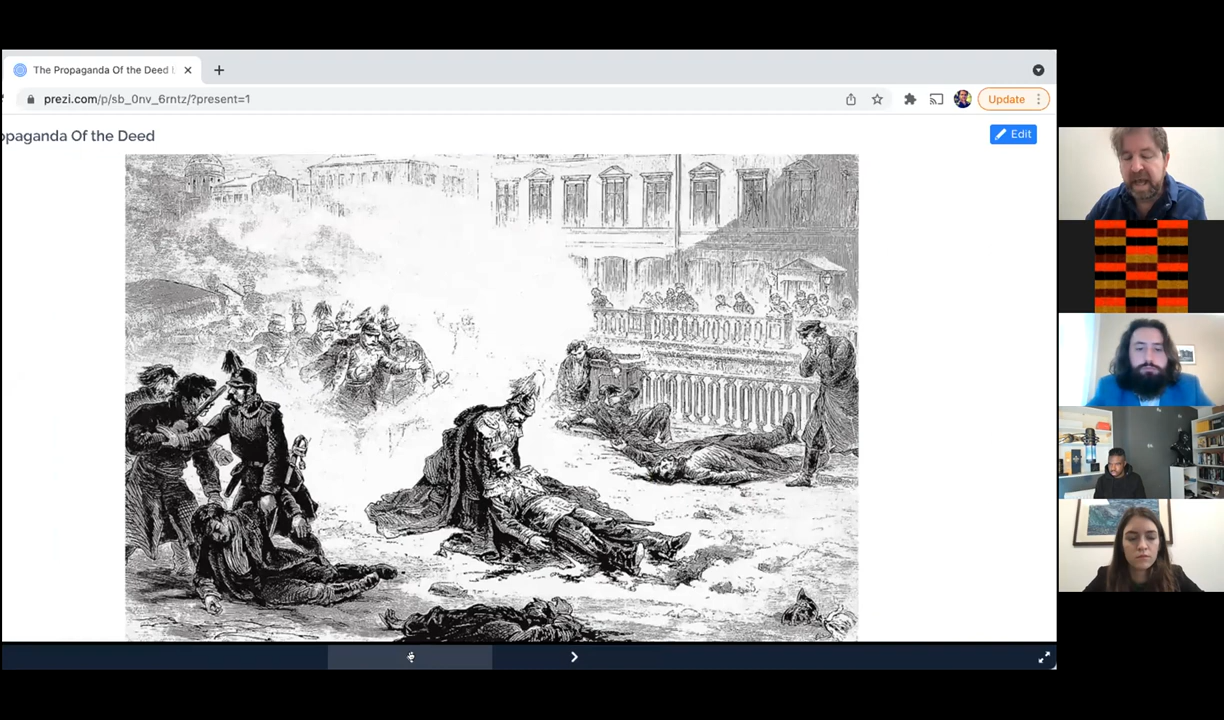 The Propaganda Of the Deed
prezi.com/p/sb_0nv_6rntz/?present=1
Update
opaganda Of the Deed
Edit